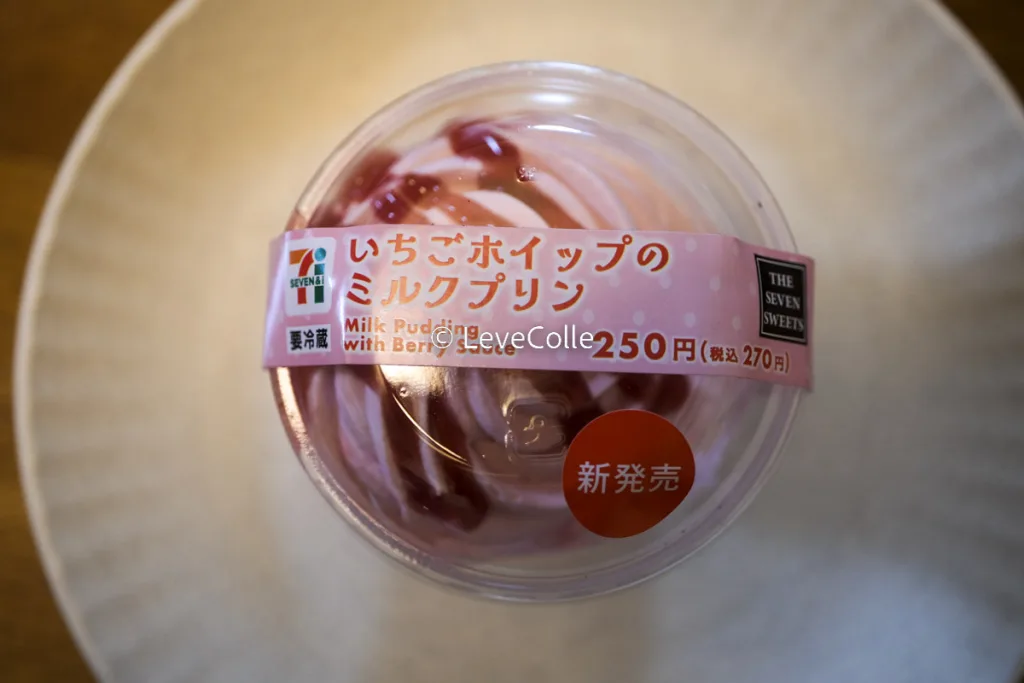 いちごホイップの
ミルクプリン
SEVEN&i
要冷蔵
Milk Pudding
with Berry Sauce
250円(税込270円)
THE
SEVEN
SWEETS
© LeveColle
新発売